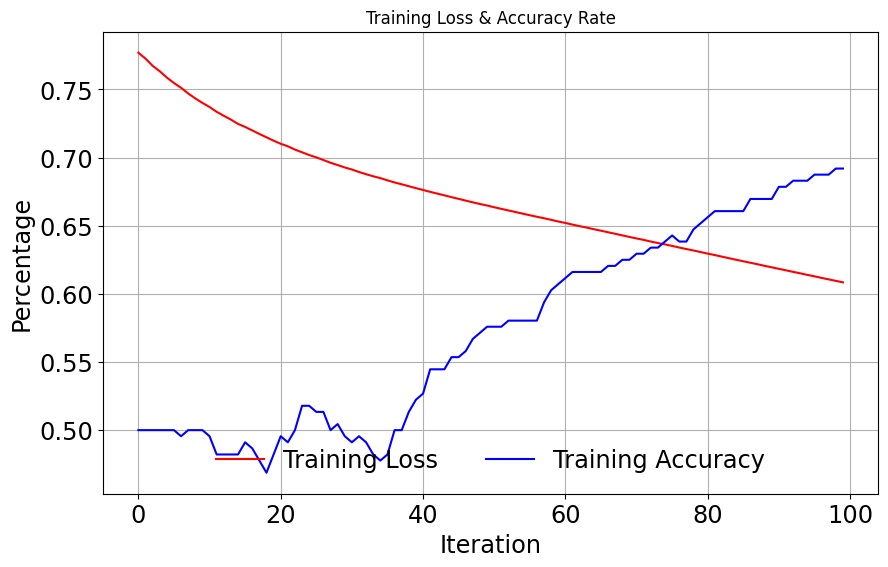 Training Loss & Accuracy Rate
0.75
0.70
0.65
0.60
0.55
0.50
Percentage
Training Loss Training Accuracy
0 20 40 60 80 100
Iteration